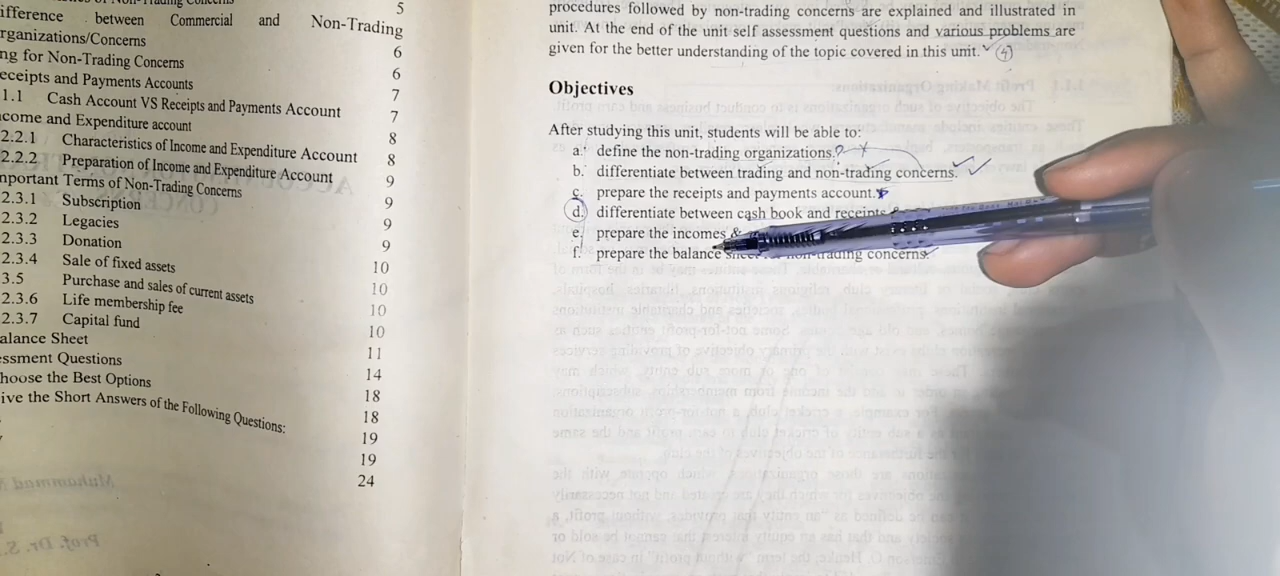 5
ifference between Commercial and Non-Trading
rganizations/Concerns
6
ng for Non-Trading Concerns
6
eceipts and Payments Accounts
7
1.1 Cash Account VS Receipts and Payments Account
7
come and Expenditure account
8
2.2.1 Characteristics of Income and Expenditure Account
8
2.2.2 Preparation of Income and Expenditure Account
9
mportant Terms of Non-Trading Concerns
9
2.3.1 Subscription
9
2.3.2 Legacies
9
2.3.3 Donation
10
2.3.4 Sale of fixed assets
10
3.5 Purchase and sales of current assets
10
2.3.6 Life membership fee
10
2.3.7 Capital fund
11
alance Sheet
14
ssment Questions
18
hoose the Best Options
18
ive the Short Answers of the Following Questions:
19
19
24
procedures followed by non-trading concerns are explained and illustrated in
unit. At the end of the unit self assessment questions and various problems are
given for the better understanding of the topic covered in this unit. (4)
Objectives
After studying this unit, students will be able to:
a. define the non-trading organizations.
b. differentiate between trading and non-trading concerns.
c. prepare the receipts and payments account.
d. differentiate between cash book and receipts &
e. prepare the incomes &
f. prepare the balance sheet non-trading concerns.